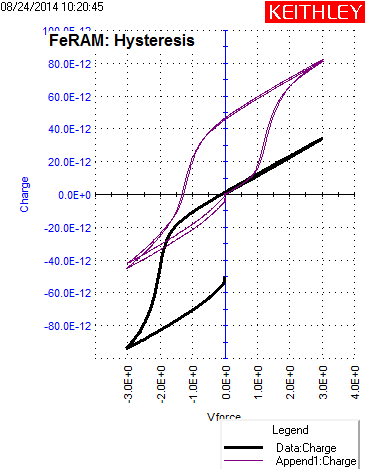 08/24/2014 10:20:45
KEITHLEY
FeRAM: Hysteresis
100.0E-12
80.0E-12
60.0E-12
40.0E-12
20.0E-12
0.0E+0
-20.0E-12
-40.0E-12
-60.0E-12
-80.0E-12
Charge
-3.0E+0
-2.0E+0
-1.0E+0
0.0E+0
1.0E+0
2.0E+0
3.0E+0
4.0E+0
Vforce
Legend
Data:Charge
Append1:Charge